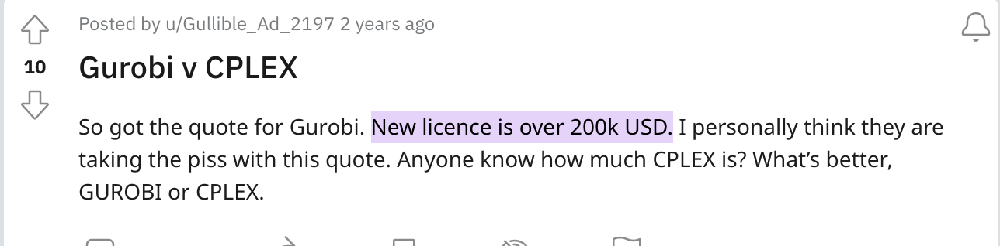 Posted by u/Gullible_Ad_2197 2 years ago
10
Gurobi v CPLEX
So got the quote for Gurobi. New licence is over 200k USD. I personally think they are
taking the piss with this quote. Anyone know how much CPLEX is? What's better,
GUROBI or CPLEX.